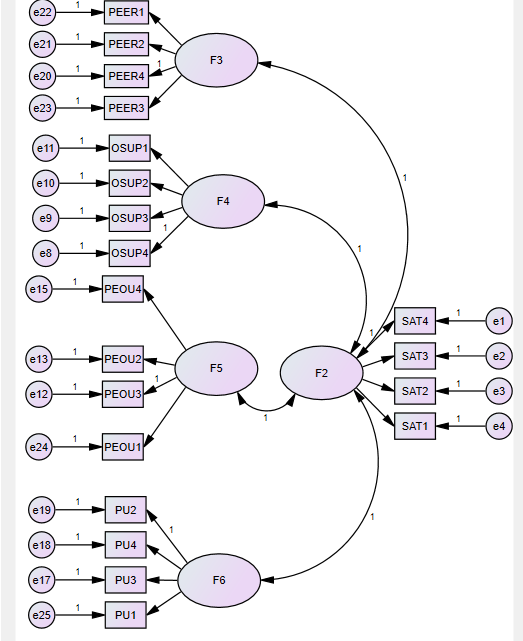 e22 1 PEER1
e21 1 PEER2
e20 1 PEER4 1
e23 1 PEER3
F3
e11 1 OSUP1
e10 1 OSUP2
e9 1 OSUP3
e8 1 OSUP4 1
F4
e15 1 PEOU4
e13 1 PEOU2
e12 1 PEOU3 1
e24 1 PEOU1
F5
e19 1 PU2 1
e18 1 PU4
e17 1 PU3
e25 1 PU1
F6
1
1
1
1
F2
1 SAT4 1 e1
SAT3 1 e2
SAT2 1 e3
SAT1 1 e4